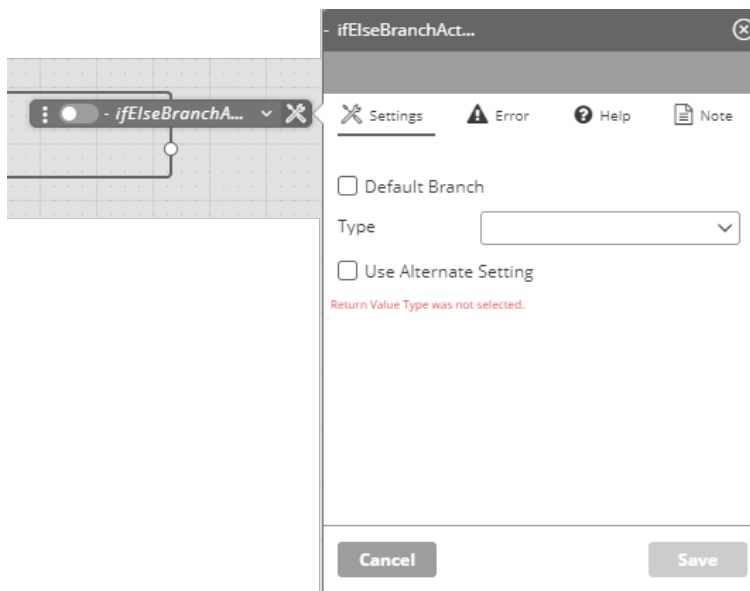 - ifElseBranchAct...
- ifElseBranchA...
Settings
Error
Help
Note
Default Branch
Type
Use Alternate Setting
Return Value Type was not selected.
Cancel
Save